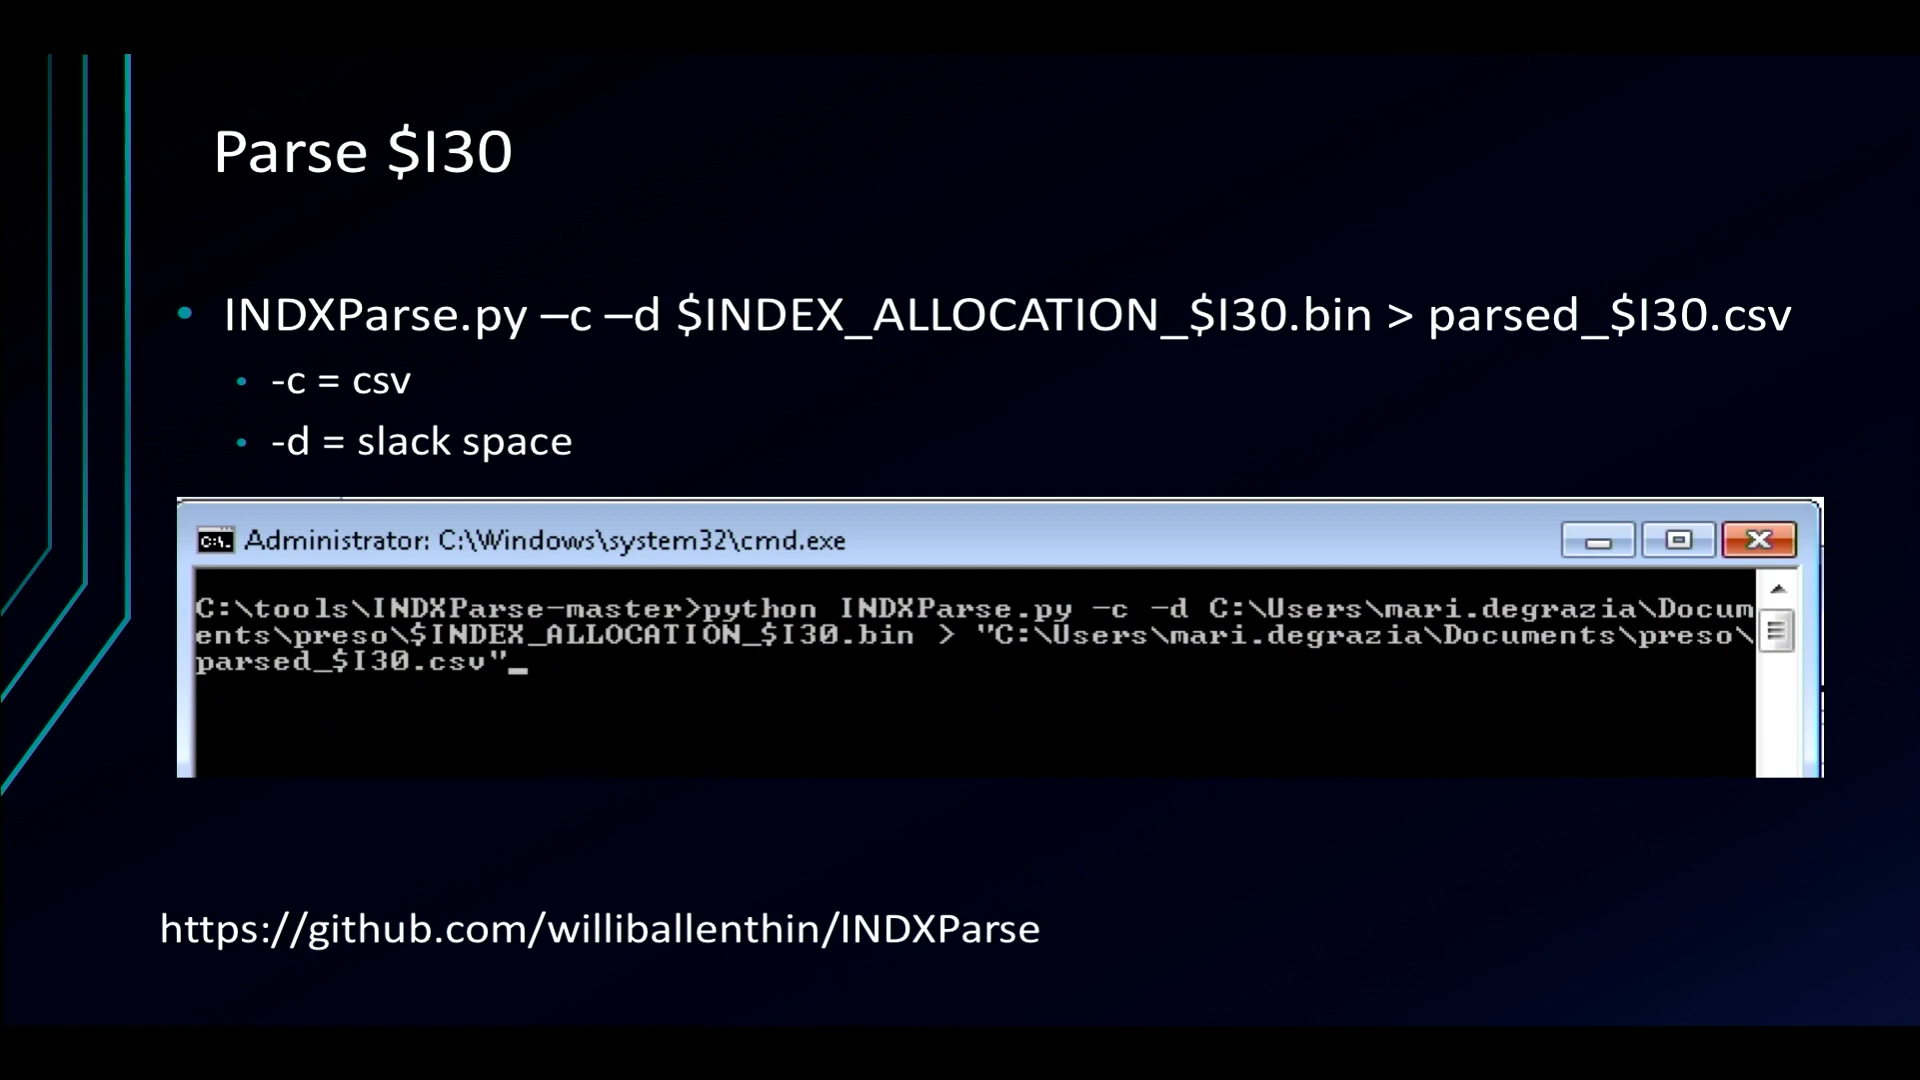 Parse $I30
• INDXParse.py –c –d $INDEX_ALLOCATION_$I30.bin > parsed_$I30.csv
• -c = csv
• -d = slack space
C:\. Administrator: C:\Windows\system32\cmd.exe
C:\tools\INDXParse-master>python INDXParse.py -c -d C:\Users\mari.degrazia\Docum
ents\preso\$INDEX_ALLOCATION_$I30.bin > "C:\Users\mari.degrazia\Documents\preso\
parsed_$I30.csv"_
https://github.com/williballenthin/INDXParse